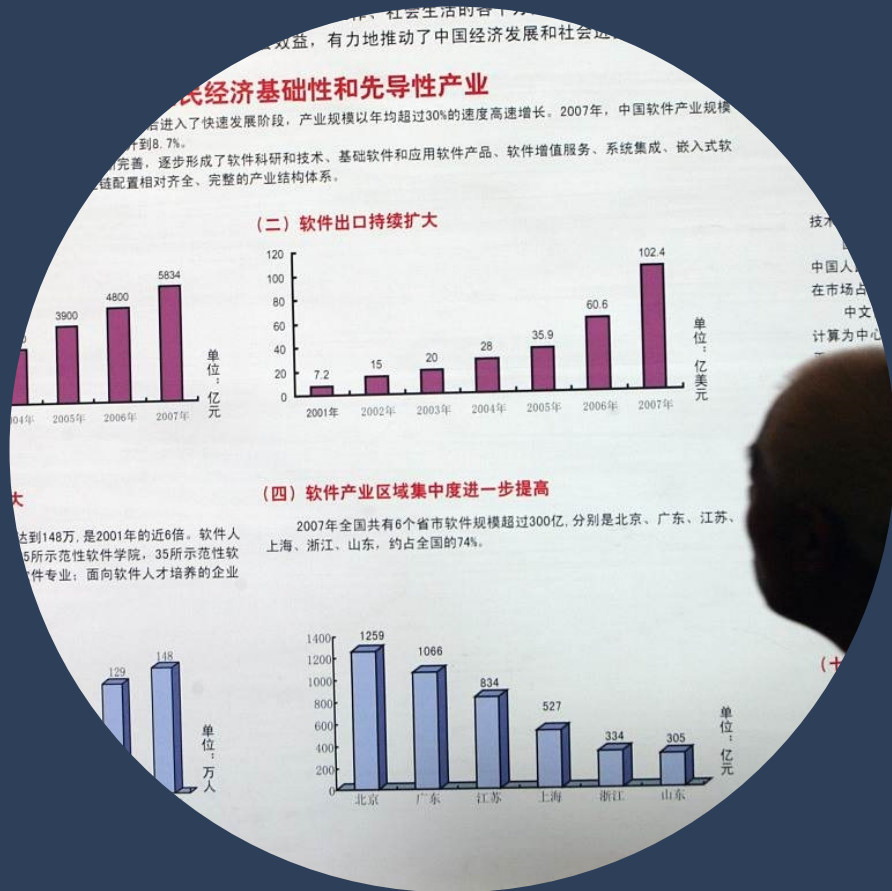 社会生活的各个方
效益，有力地推动了中国经济发展和社会进
民经济基础性和先导性产业
后进入了快速发展阶段，产业规模以年均超过30%的速度高速增长。2007年，中国软件产业规模
升到8.7%。
完善，逐步形成了软件科研和技术、基础软件和应用软件产品、软件增值服务、系统集成、嵌入式软
链配置相对齐全、完整的产业结构体系。
3900
4800
5834
04年
2005年
2006年
2007年
单位：亿元
（二）软件出口持续扩大
120
100
80
60
40
20
0
7.2
15
20
28
35.9
60.6
102.4
2001年
2002年
2003年
2004年
2005年
2006年
2007年
单位：亿美元
技术
中国人
在市场占
中文
计算为中心
大
达到148万,是2001年的近6倍。软件人
5所示范性软件学院，35所示范性软
件专业；面向软件人才培养的企业
129
148
单位：万人
（四）软件产业区域集中度进一步提高
2007年全国共有6个省市软件规模超过300亿,分别是北京、广东、江苏、
上海、浙江、山东，约占全国的74%。
1400
1200
1000
800
600
400
200
0
1259
1066
834
527
334
305
北京
广东
江苏
上海
浙江
山东
单位：亿元
（十